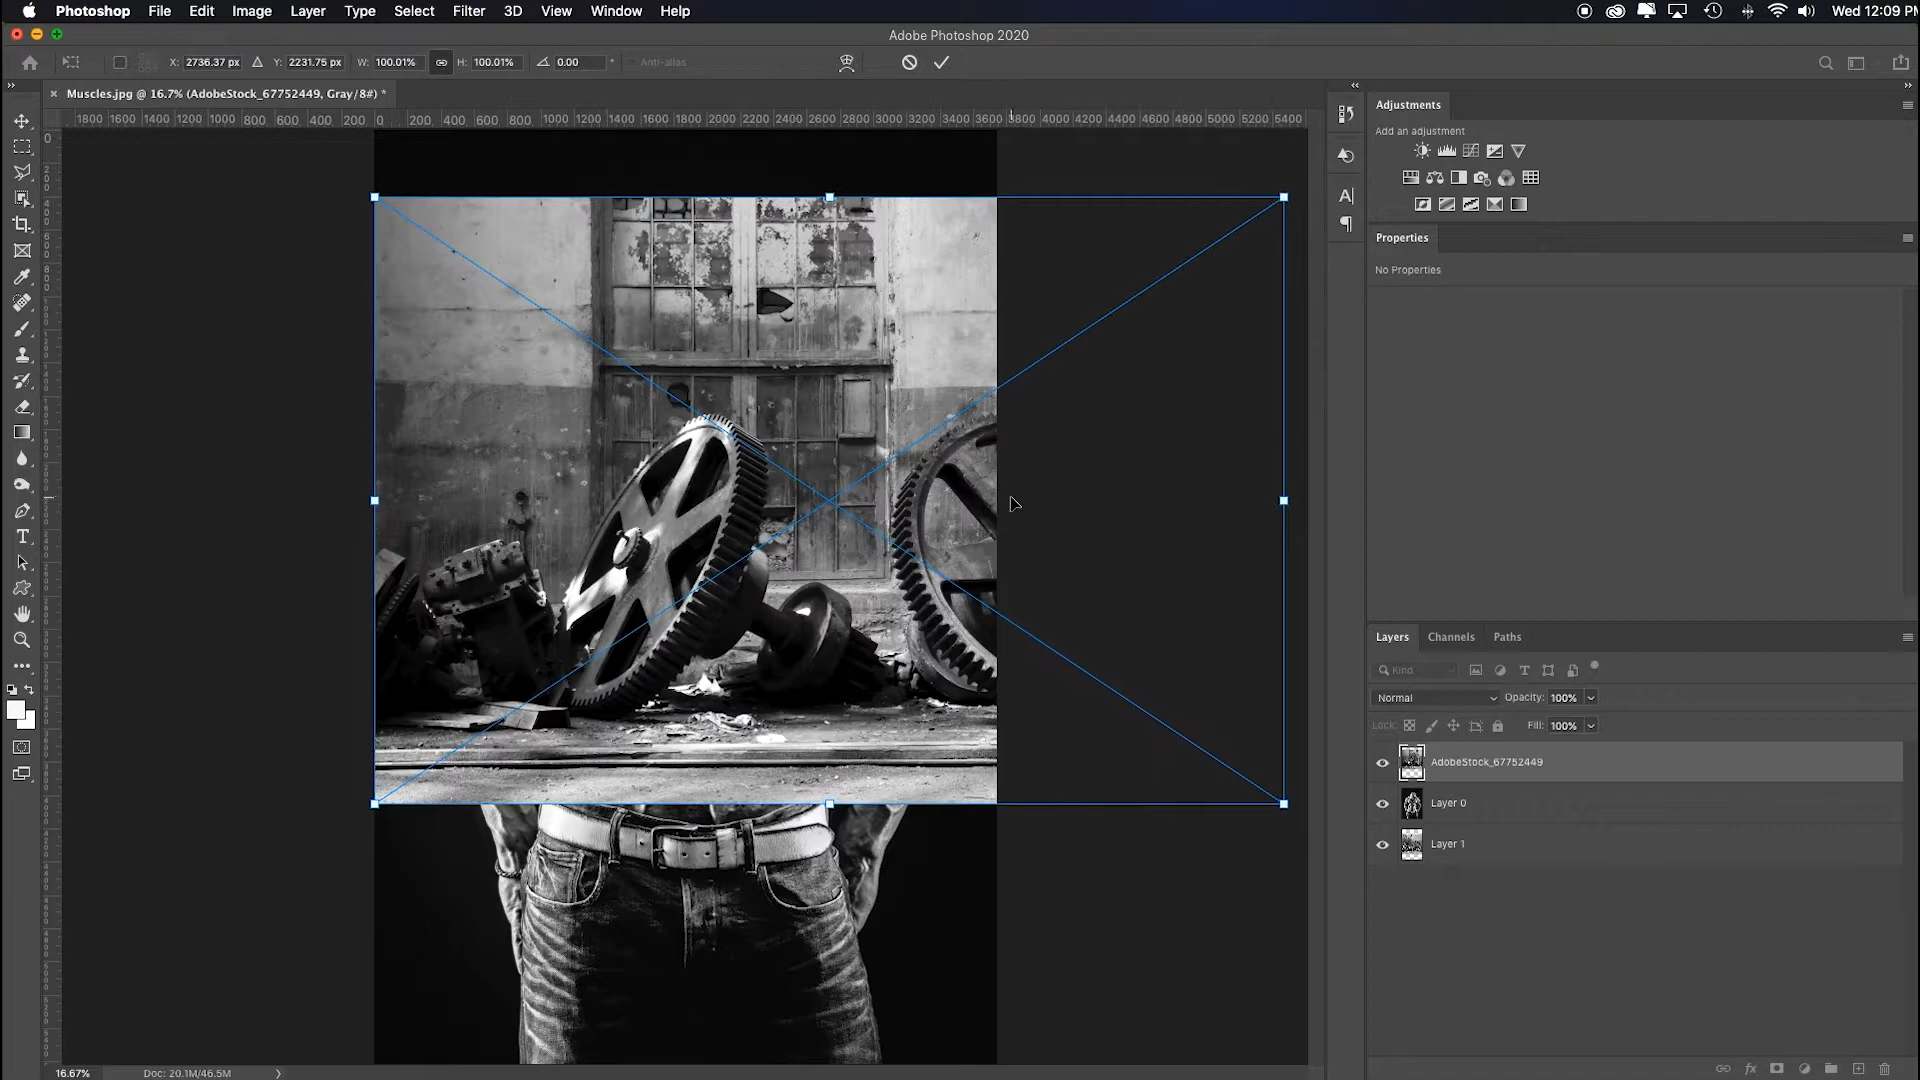 Photoshop File Edit Image Layer Type Select Filter 3D View Window Help Wed 12:09 PM
Adobe Photoshop 2020
X: 2736.37 px Y: 2231.75 px W: 100.01% H: 100.01% 0.00 ° Anti-alias
Muscles.jpg @ 16.7% (AdobeStock_67752449, Gray/8#) *
1800 1600 1400 1200 1000 800 600 400 200 0 200 400 600 800 1000 1200 1400 1600 1800 2000 2200 2400 2600 2800 3000 3200 3400 3600 3800 4000 4200 4400 4600 4800 5000 5200 5400
Adjustments
Add an adjustment
Properties
No Properties
Layers Channels Paths
Kind
Normal Opacity: 100%
Lock: Fill: 100%
AdobeStock_67752449
Layer 0
Layer 1
16.67% Doc: 20.1M/46.5M